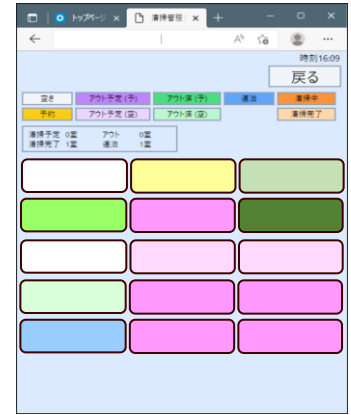 トップページ
清掃管理
時刻16:09
戻る
空き アウト予定(予) アウト済(予) 連泊 清掃中
予約 アウト予定(空) アウト済(空) 清掃完了
清掃予定 0室 アウト 0室
清掃完了 1室 連泊 1室